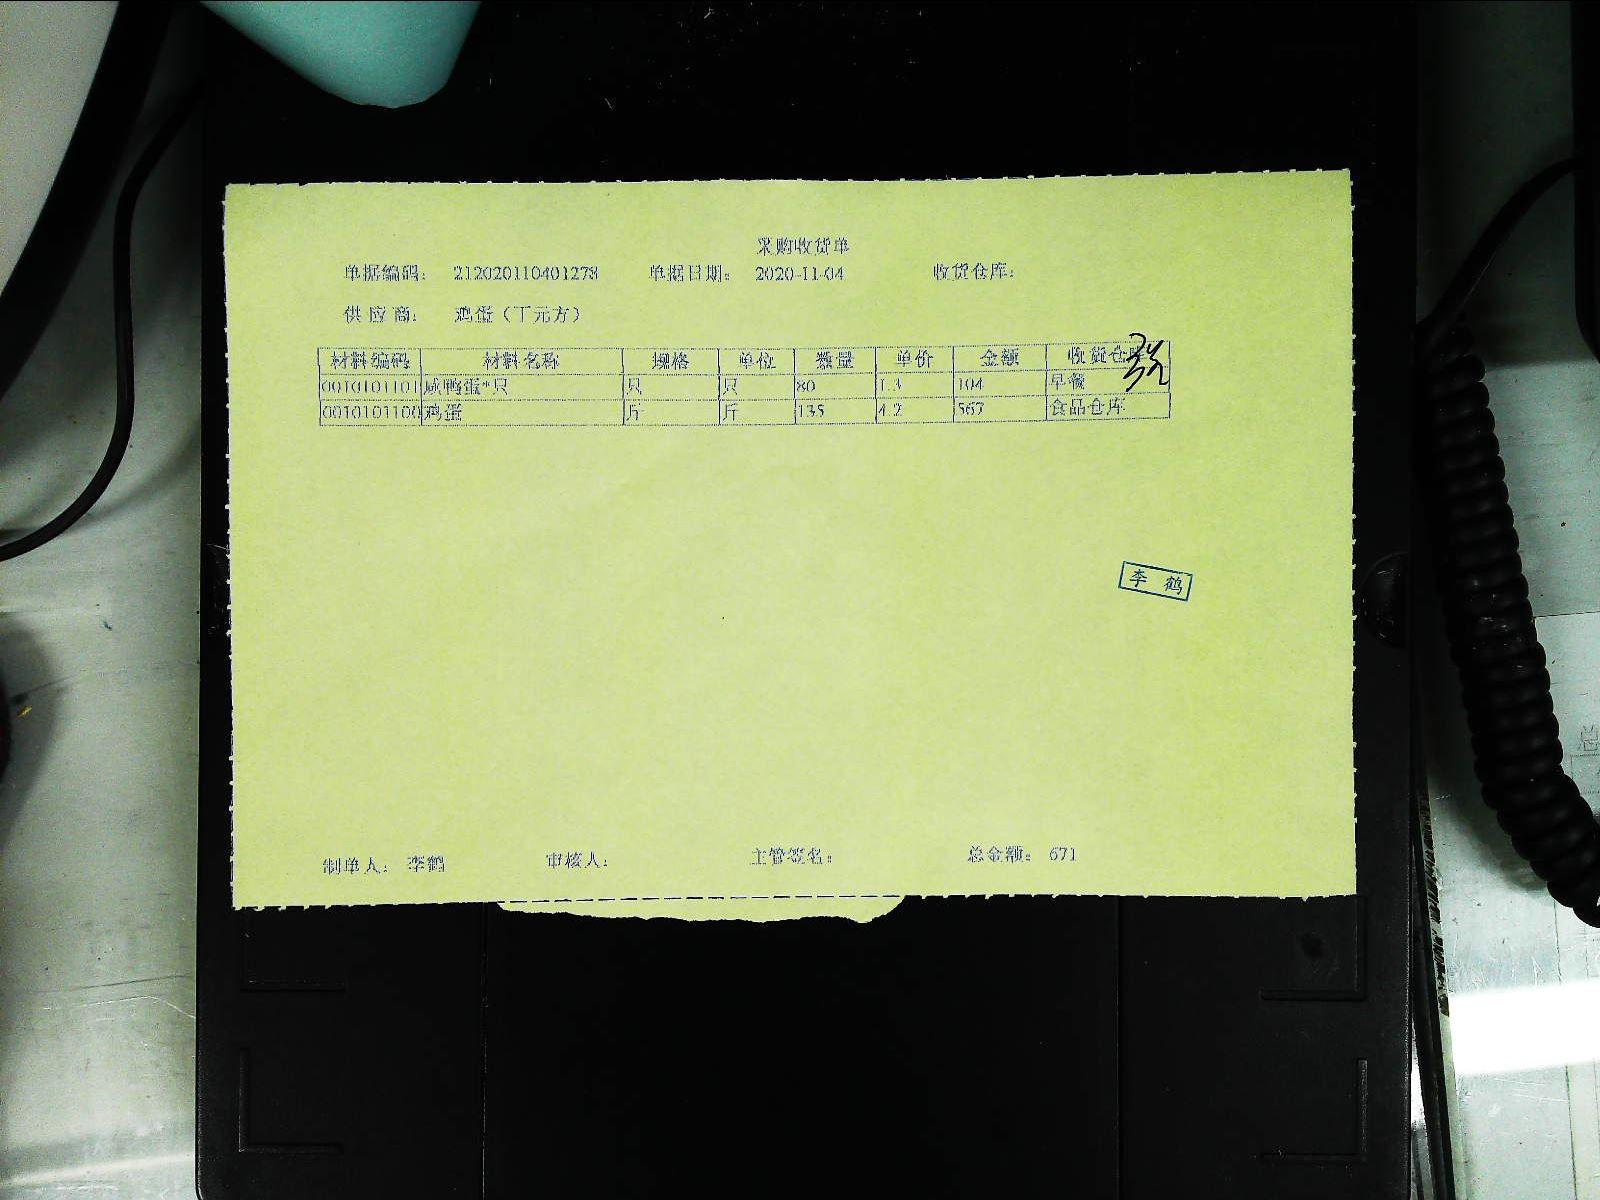 采购收货单
单据编码： 212020110401278 单据日期： 2020-11-04 收货仓库：
供应商： 鸡蛋（丁元方）
材料编码 材料名称 规格 单位 数量 单价 金额 收货仓库
0010101101 咸鸭蛋*只 只 只 80 1.3 104 早餐
0010101100 鸡蛋 斤 斤 135 4.2 567 食品仓库
李鹤
制单人： 李鹤 审核人： 主管签名： 总金额： 671